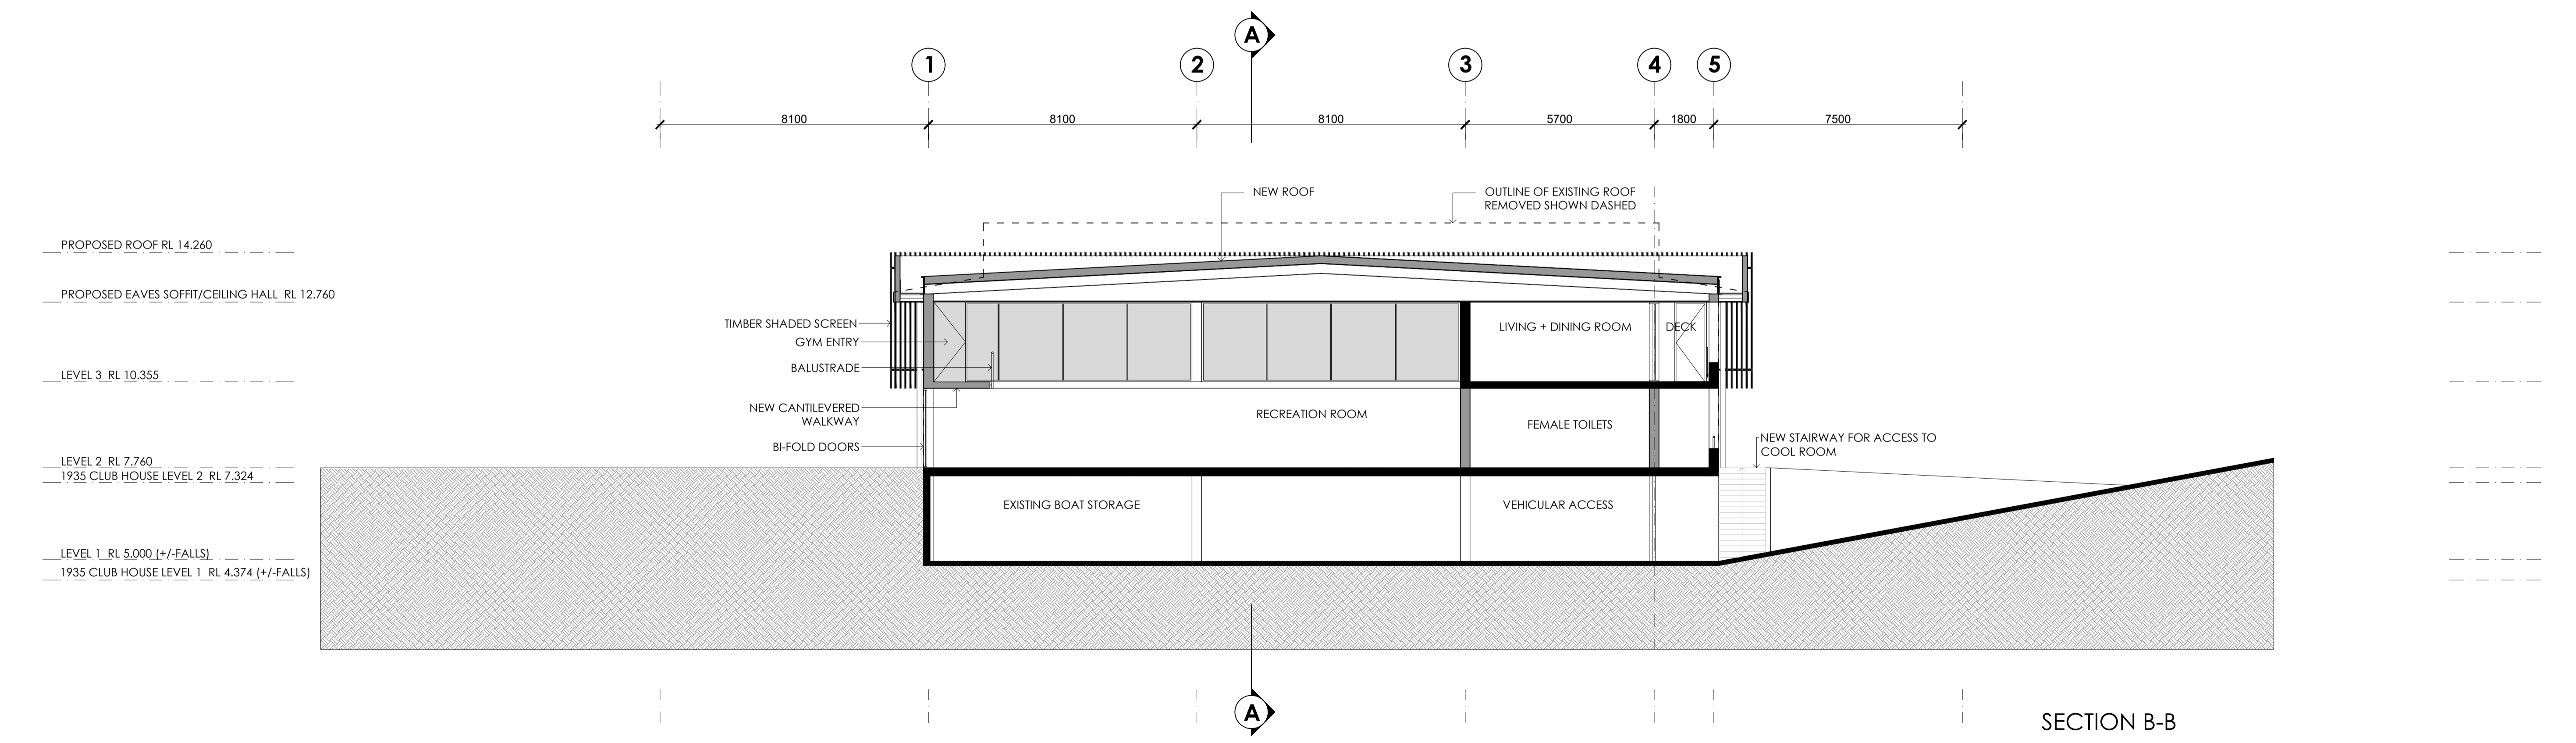 A
1
2
3
4
5
8100
8100
8100
5700
1800
7500
NEW ROOF
OUTLINE OF EXISTING ROOF
REMOVED SHOWN DASHED
PROPOSED ROOF RL 14.260
PROPOSED EAVES SOFFIT/CEILING HALL RL 12.760
TIMBER SHADED SCREEN
GYM ENTRY
BALUSTRADE
LIVING + DINING ROOM
DECK
LEVEL 3 RL 10.355
NEW CANTILEVERED
WALKWAY
BI-FOLD DOORS
RECREATION ROOM
FEMALE TOILETS
NEW STAIRWAY FOR ACCESS TO
COOL ROOM
LEVEL 2 RL 7.760
1935 CLUB HOUSE LEVEL 2 RL 7.324
EXISTING BOAT STORAGE
VEHICULAR ACCESS
LEVEL 1 RL 5.000 (+/-FALLS)
1935 CLUB HOUSE LEVEL 1 RL 4.374 (+/-FALLS)
A
SECTION B-B